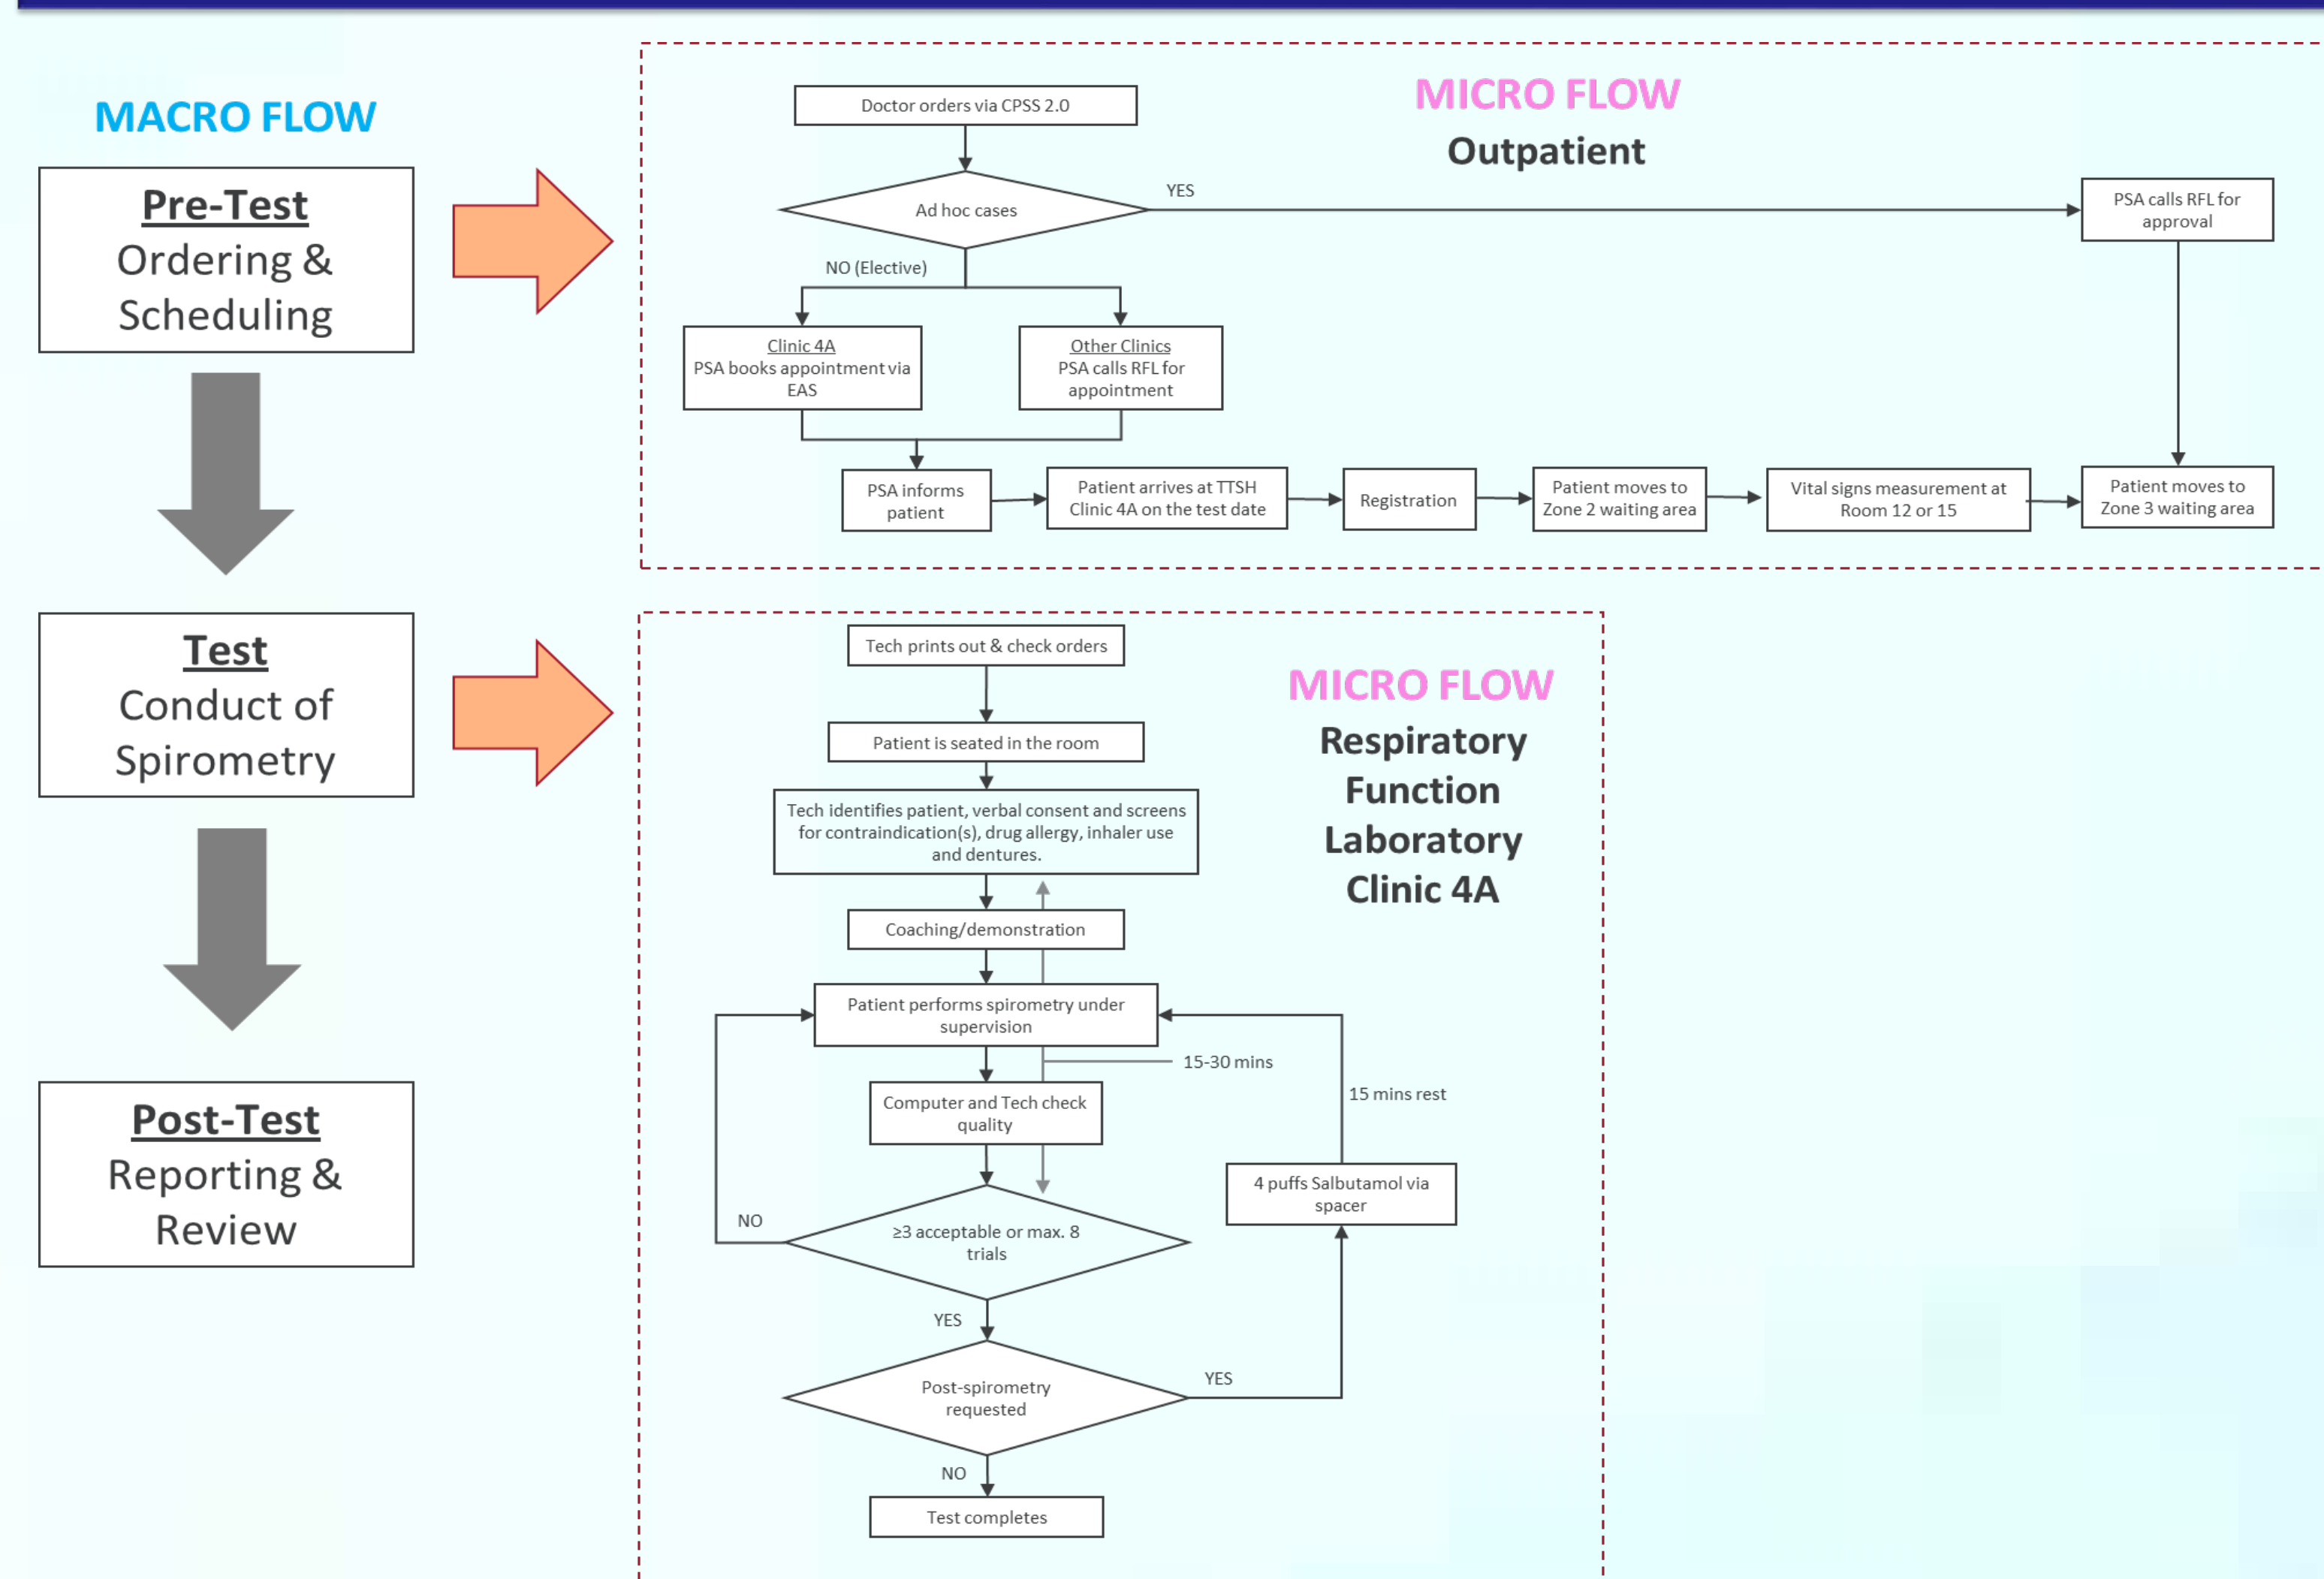 MACRO FLOW
Pre-Test
Ordering &
Scheduling
Test
Conduct of
Spirometry
Post-Test
Reporting &
Review
MICRO FLOW
Outpatient
Doctor orders via CPSS 2.0
Ad hoc cases
YES
PSA calls RFL for
approval
NO (Elective)
Clinic 4A
PSA books appointment via
EAS
Other Clinics
PSA calls RFL for
appointment
PSA informs
patient
Patient arrives at TTSH
Clinic 4A on the test date
Registration
Patient moves to
Zone 2 waiting area
Vital signs measurement at
Room 12 or 15
Patient moves to
Zone 3 waiting area
MICRO FLOW
Respiratory
Function
Laboratory
Clinic 4A
Tech prints out & check orders
Patient is seated in the room
Tech identifies patient, verbal consent and screens
for contraindication(s), drug allergy, inhaler use
and dentures.
Coaching/demonstration
Patient performs spirometry under
supervision
15-30 mins
Computer and Tech check
quality
15 mins rest
4 puffs Salbutamol via
spacer
NO
≥3 acceptable or max. 8
trials
YES
Post-spirometry
requested
YES
NO
Test completes